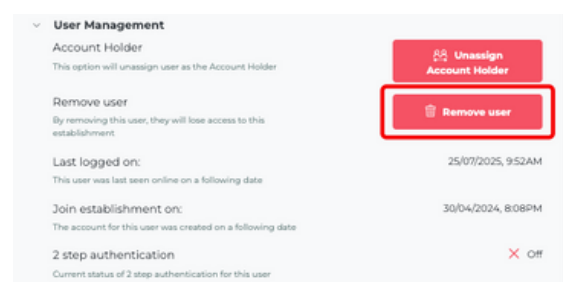 User Management
Account Holder
This option will unassign user as the Account Holder
Unassign
Account Holder
Remove user
By removing this user, they will lose access to this
establishment
Remove user
Last logged on:
25/07/2025, 9:52AM
This user was last seen online on a following date
Join establishment on:
30/04/2024, 8:08PM
The account for this user was created on a following date
2 step authentication
Off
Current status of 2 step authentication for this user